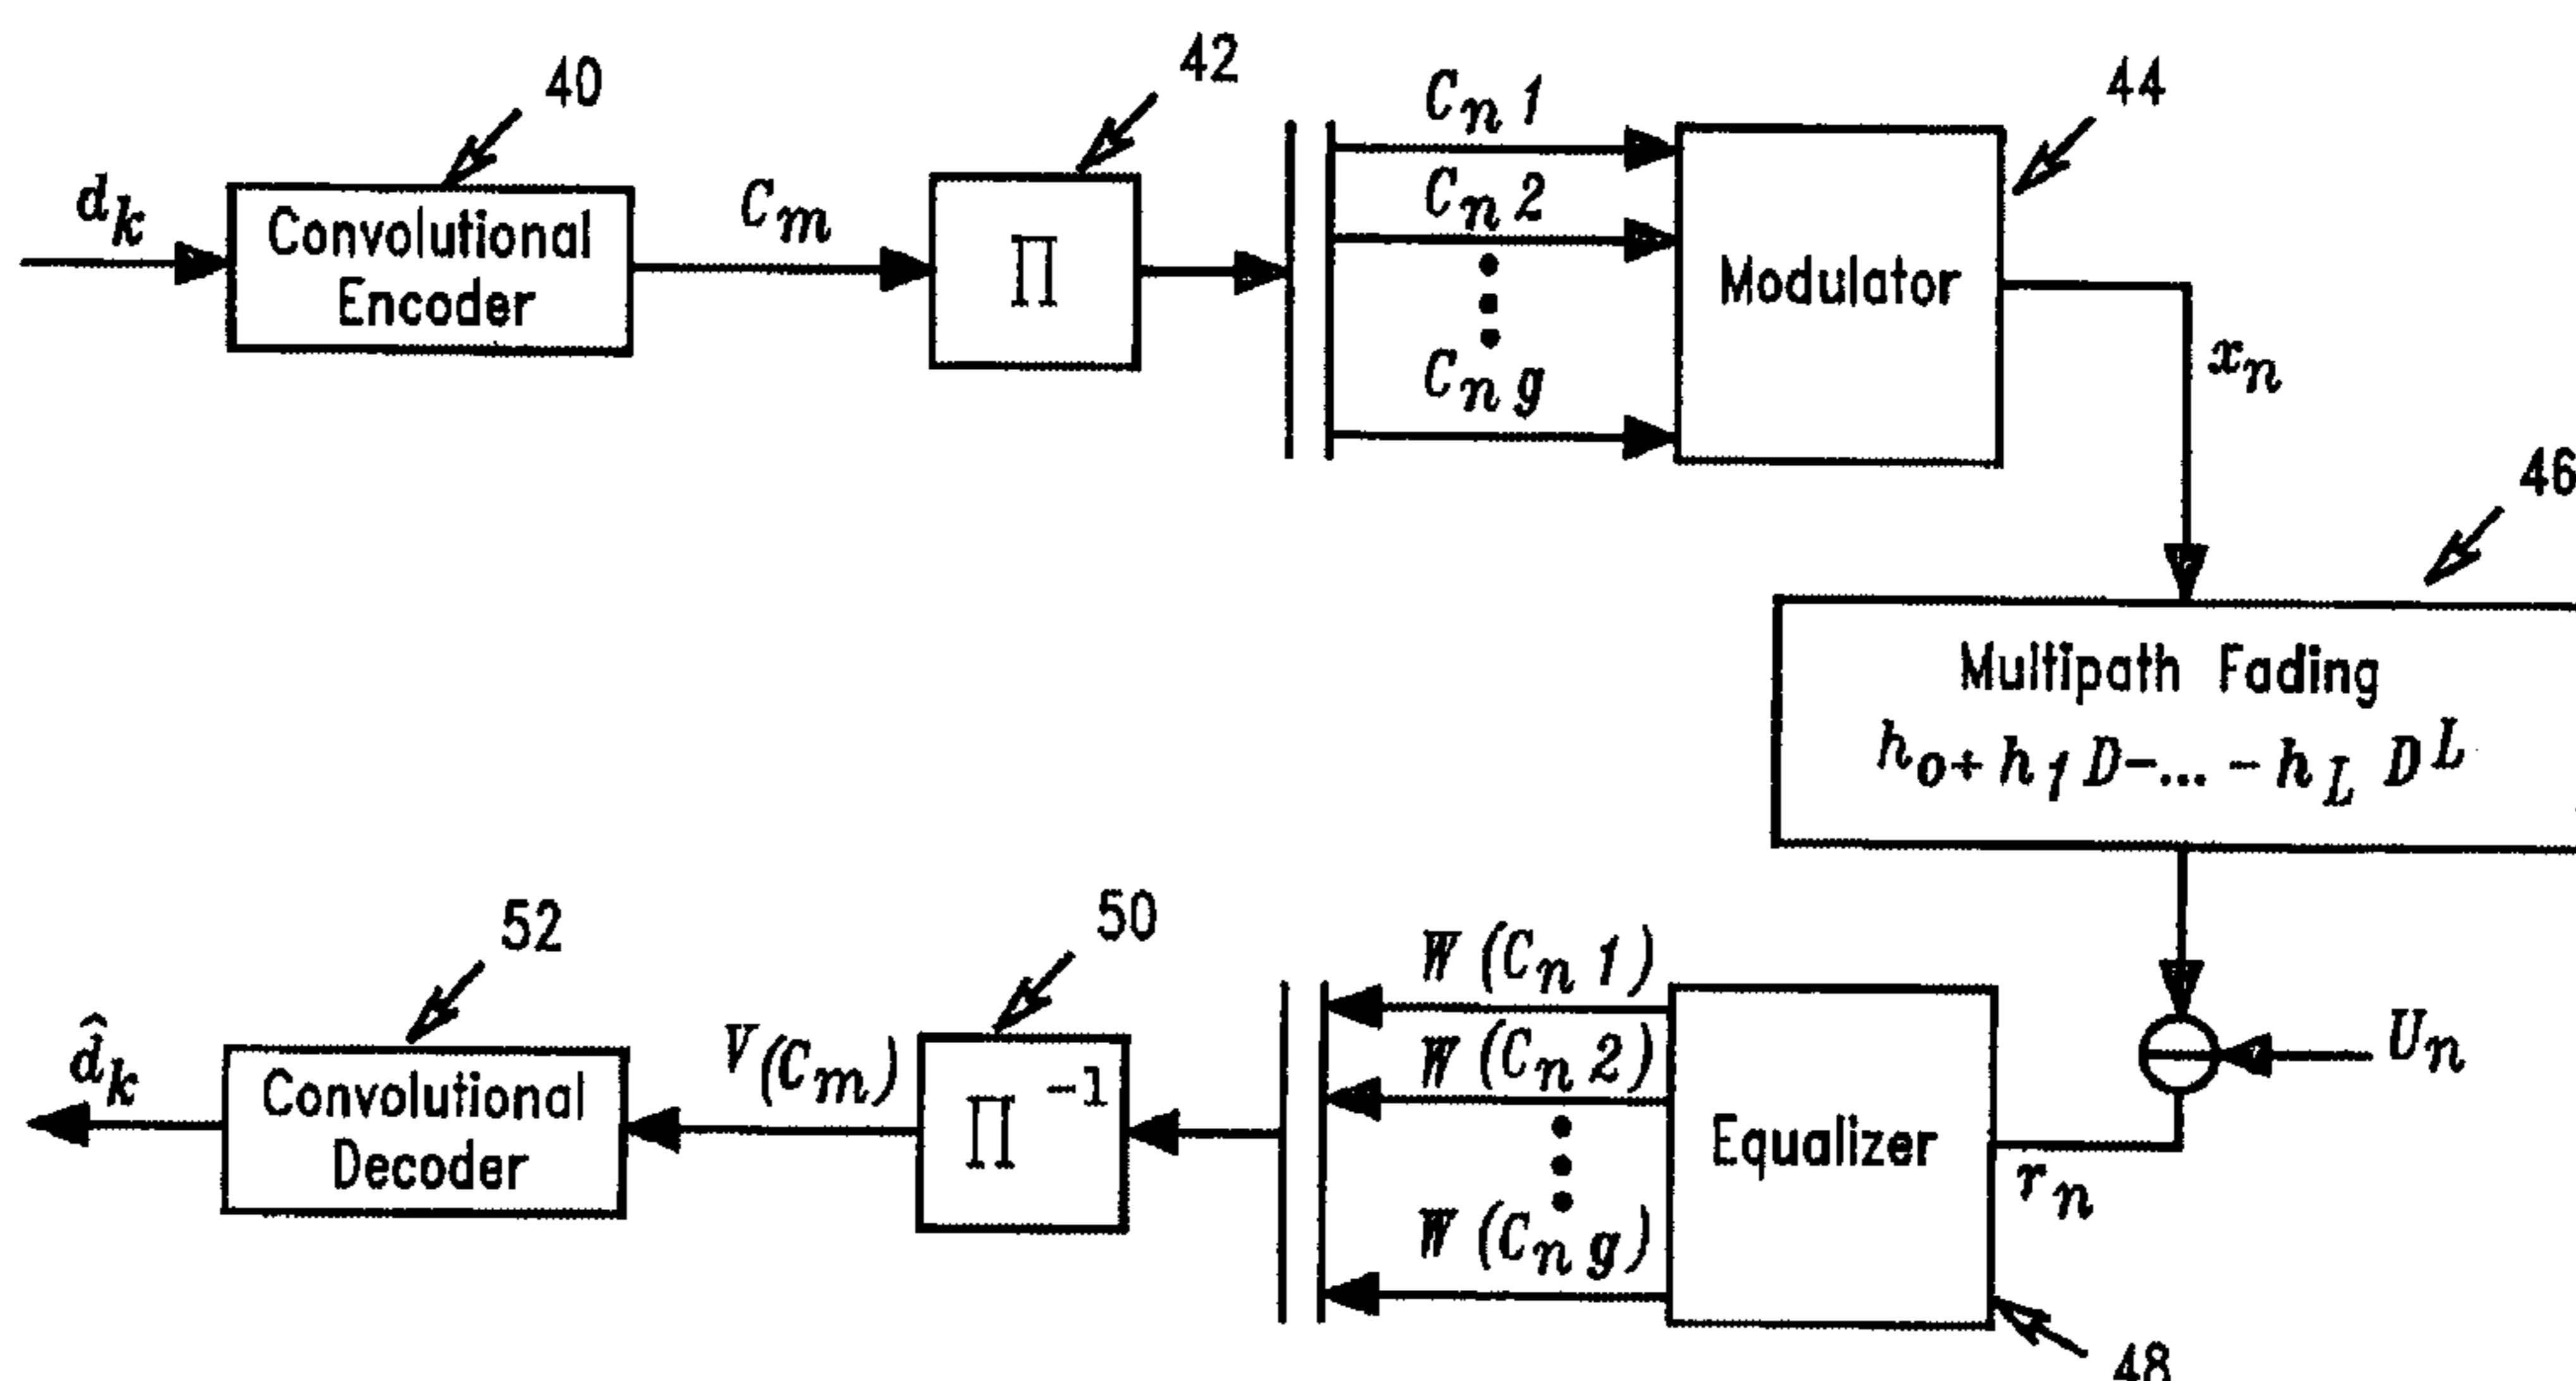 40
42
44
d_k
Convolutional
Encoder
C_m
Π
C_n 1
C_n 2
C_n g
Modulator
x_n
46
Multipath Fading
h_0+ h_1 D-... - h_L D^L
52
50
d̂_k
Convolutional
Decoder
V_(C_m)
Π^-1
W(C_n 1)
W(C_n 2)
W(C_n g)
Equalizer
r_n
U_n
48